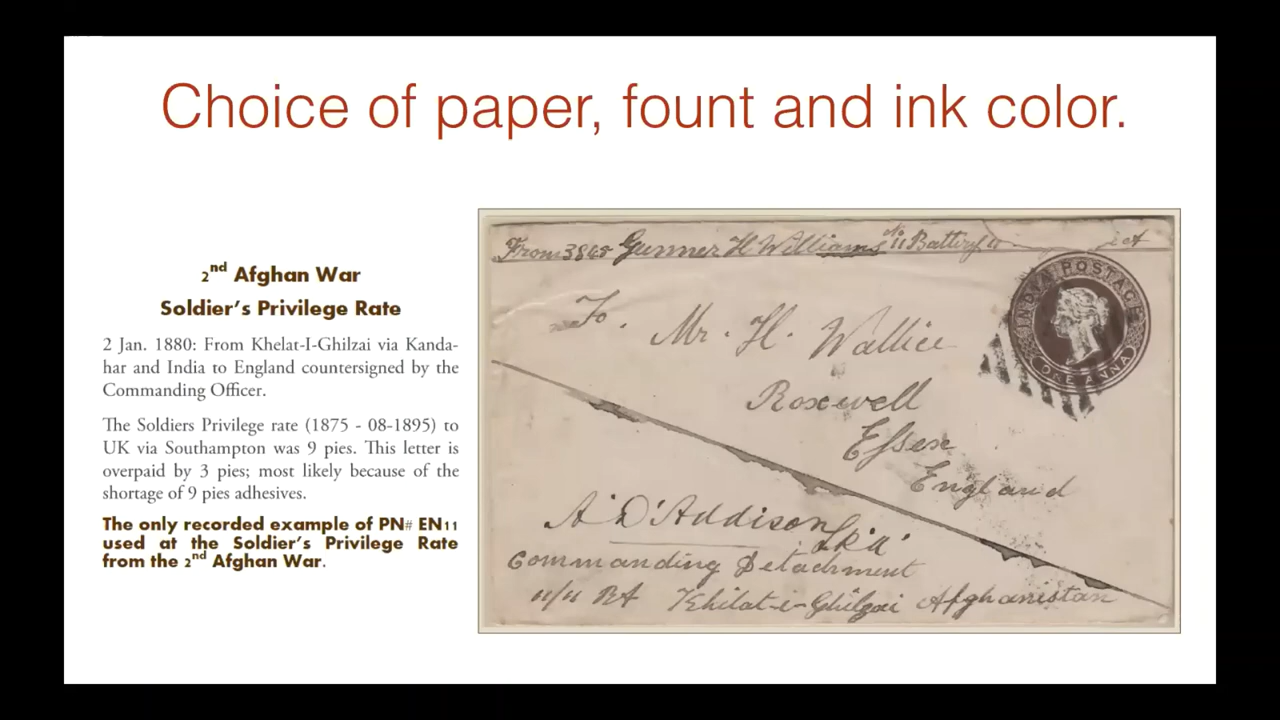 Choice of paper, fount and ink color.
2nd Afghan War
Soldier's Privilege Rate
2 Jan. 1880: From Khelat-I-Ghilzai via Kanda-
har and India to England countersigned by the
Commanding Officer.
The Soldiers Privilege rate (1875 - 08-1895) to
UK via Southampton was 9 pies. This letter is
overpaid by 3 pies; most likely because of the
shortage of 9 pies adhesives.
The only recorded example of PN# EN11
used at the Soldier's Privilege Rate
from the 2nd Afghan War.
From 3848 Gunner H Williams No 11 Battery
INDIA POSTAGE
ONE ANNA
To.
Mr. H. Wallice
Roxwell
Essex
England
A D'Addison
Commanding Detachment
11/11 RA Khilat-i-Ghilzai Afghanistan